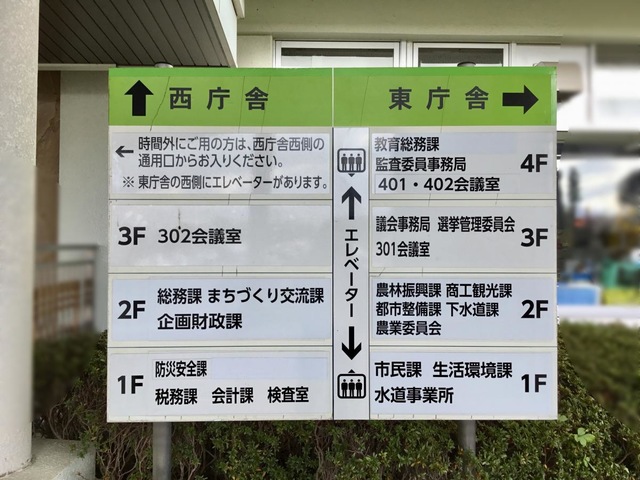 西庁舎
時間外にご用の方は、西庁舎西側の
通用口からお入りください。
※ 東庁舎の西側にエレベーターがあります。
3F 302会議室
2F 総務課 まちづくり交流課
企画財政課
1F 防災安全課
税務課 会計課 検査室
エレベーター
東庁舎
教育総務課
監査委員事務局 4F
401・402会議室
議会事務局 選挙管理委員会
301会議室 3F
農林振興課 商工観光課
都市整備課 下水道課 2F
農業委員会
市民課 生活環境課
水道事業所 1F